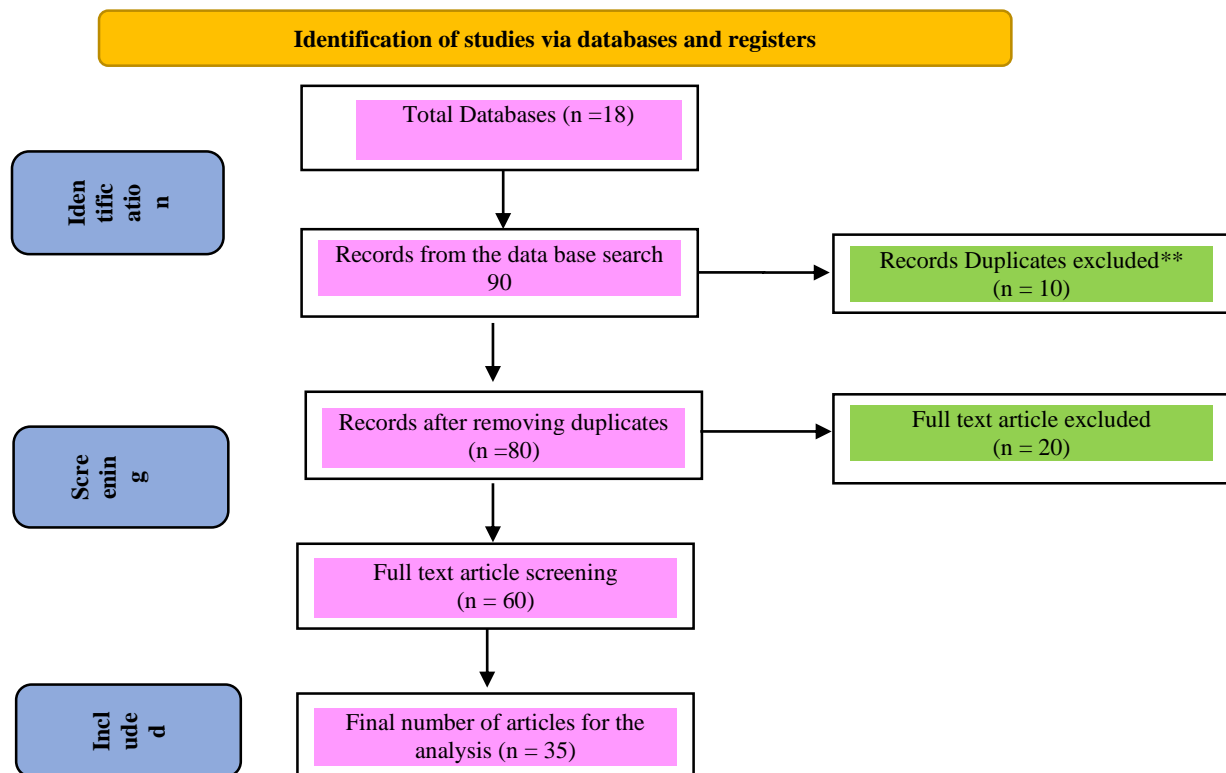 Identification of studies via databases and registers
Total Databases (n =18)
Iden
tific
atio
n
Records from the data base search
90
Records Duplicates excluded**
(n = 10)
Records after removing duplicates
(n =80)
Full text article excluded
(n = 20)
Scre
enin
g
Full text article screening
(n = 60)
Incl
ude
d
Final number of articles for the
analysis (n = 35)